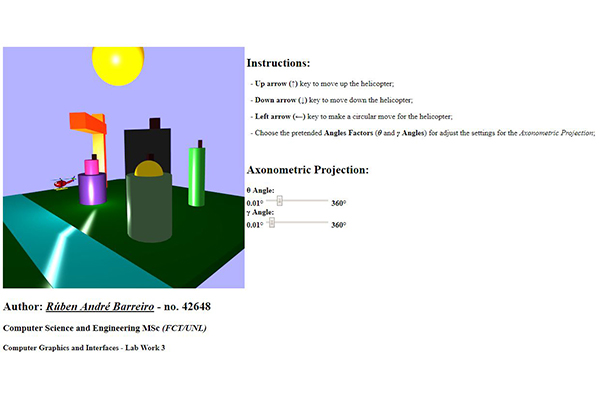 Instructions:
- Up arrow (↑) key to move up the helicopter;
- Down arrow (↓) key to move down the helicopter;
- Left arrow (←) key to make a circular move for the helicopter;
- Choose the pretended Angles Factors (θ and γ Angles) for adjust the settings for the Axonometric Projection;
Axonometric Projection:
θ Angle:
0.01° 360°
γ Angle:
0.01° 360°
Author: Rúben André Barreiro - no. 42648
Computer Science and Engineering MSc (FCT/UNL)
Computer Graphics and Interfaces - Lab Work 3